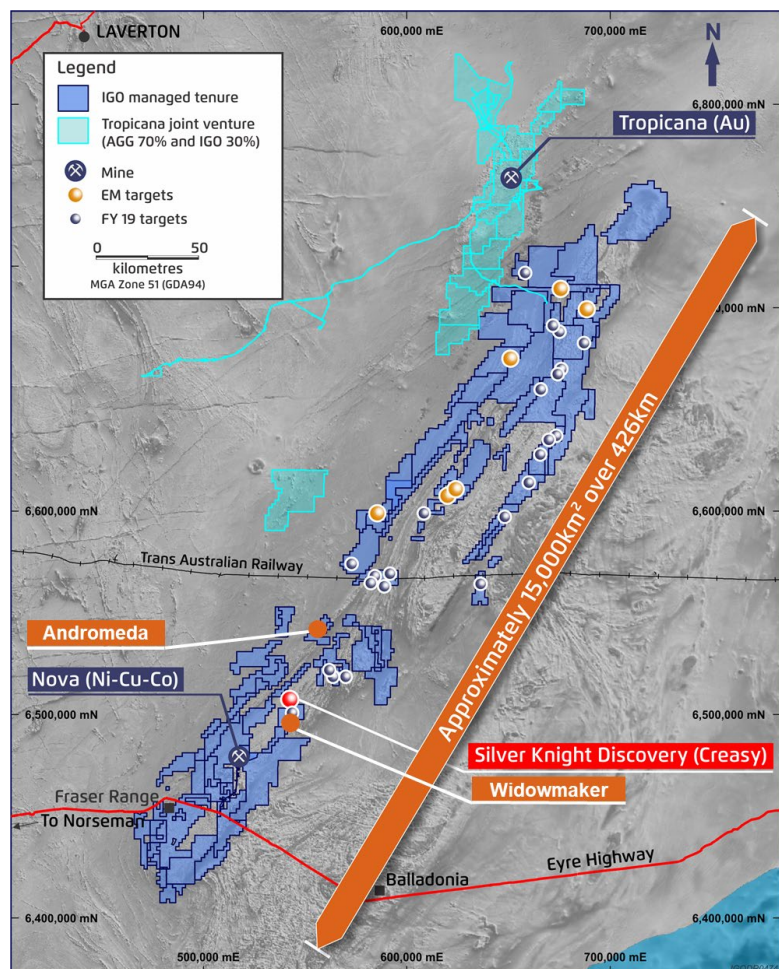 600,000 mE
700,000 mE
LAVERTON
N
Legend
IGO managed tenure
Tropicana joint venture
(AGG 70% and IGO 30%)
Mine
EM targets
FY 19 targets
0 50
kilometres
MGA Zone 51 (GDA94)
6,800,000 mN
Tropicana (Au)
00,000 mN
Approximately 15,000km² over 426km
6,600,000 mN
6,600,000 mN
Trans Australian Railway
Andromeda
Nova (Ni-Cu-Co)
6,500,000 mN
6,500,000 mN
Silver Knight Discovery (Creasy)
Widowmaker
Fraser Range
To Norseman
Eyre Highway
Balladonia
6,400,000 mN
6,400,000 mN
500,000 mE
600,000 mE
700,000 mE